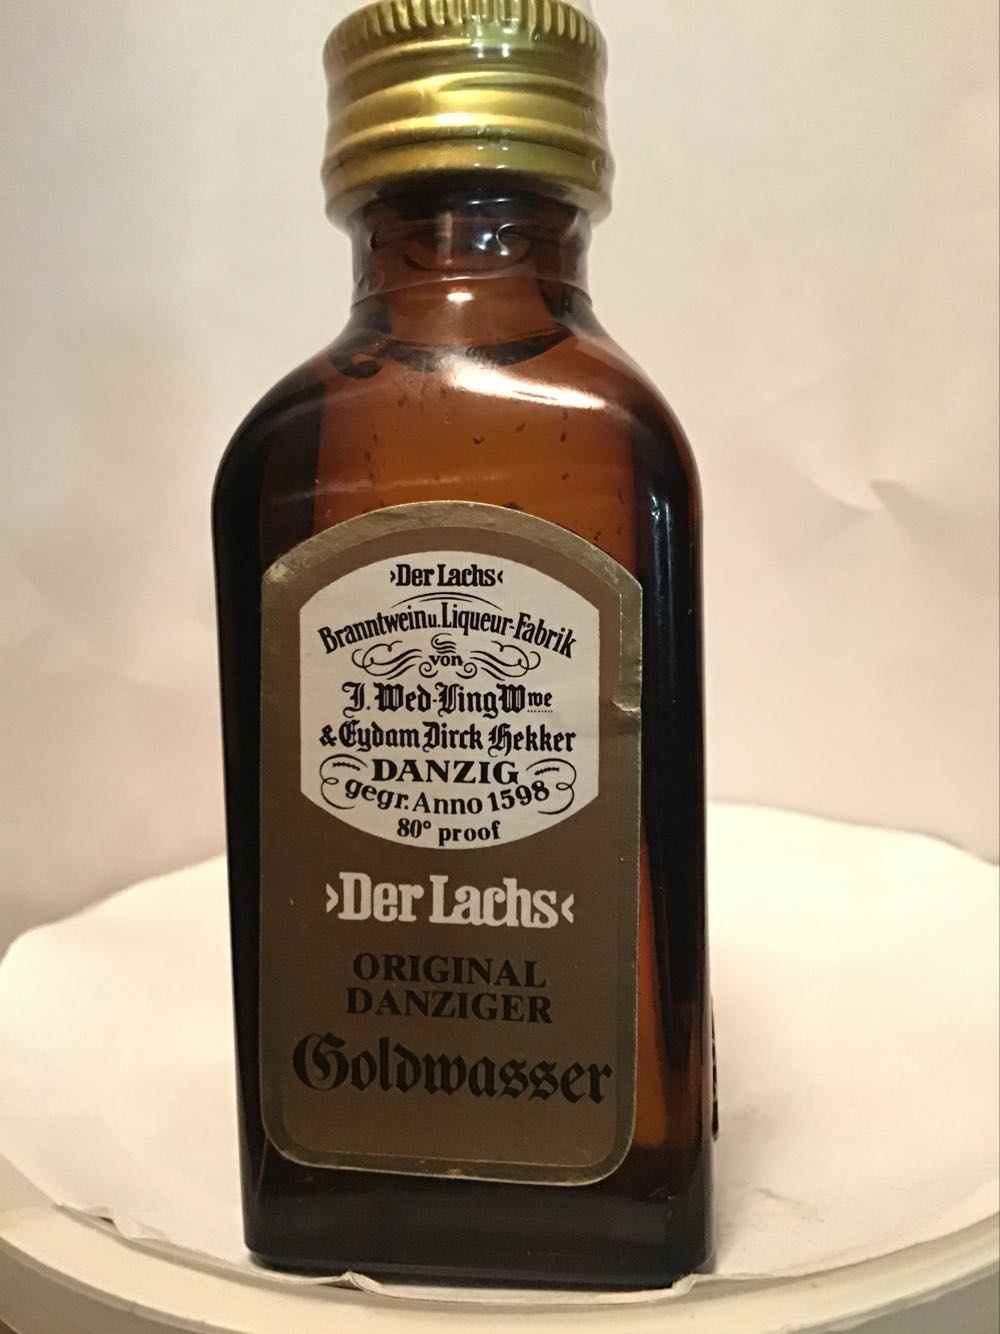 ›Der Lachs‹
Branntwein u. Liqueur-Fabrik
von
J. Wed-Ling Wwe
& Eydam Dirck Hekker
DANZIG
gegr. Anno 1598
80° proof
›Der Lachs‹
ORIGINAL
DANZIGER
Goldwasser